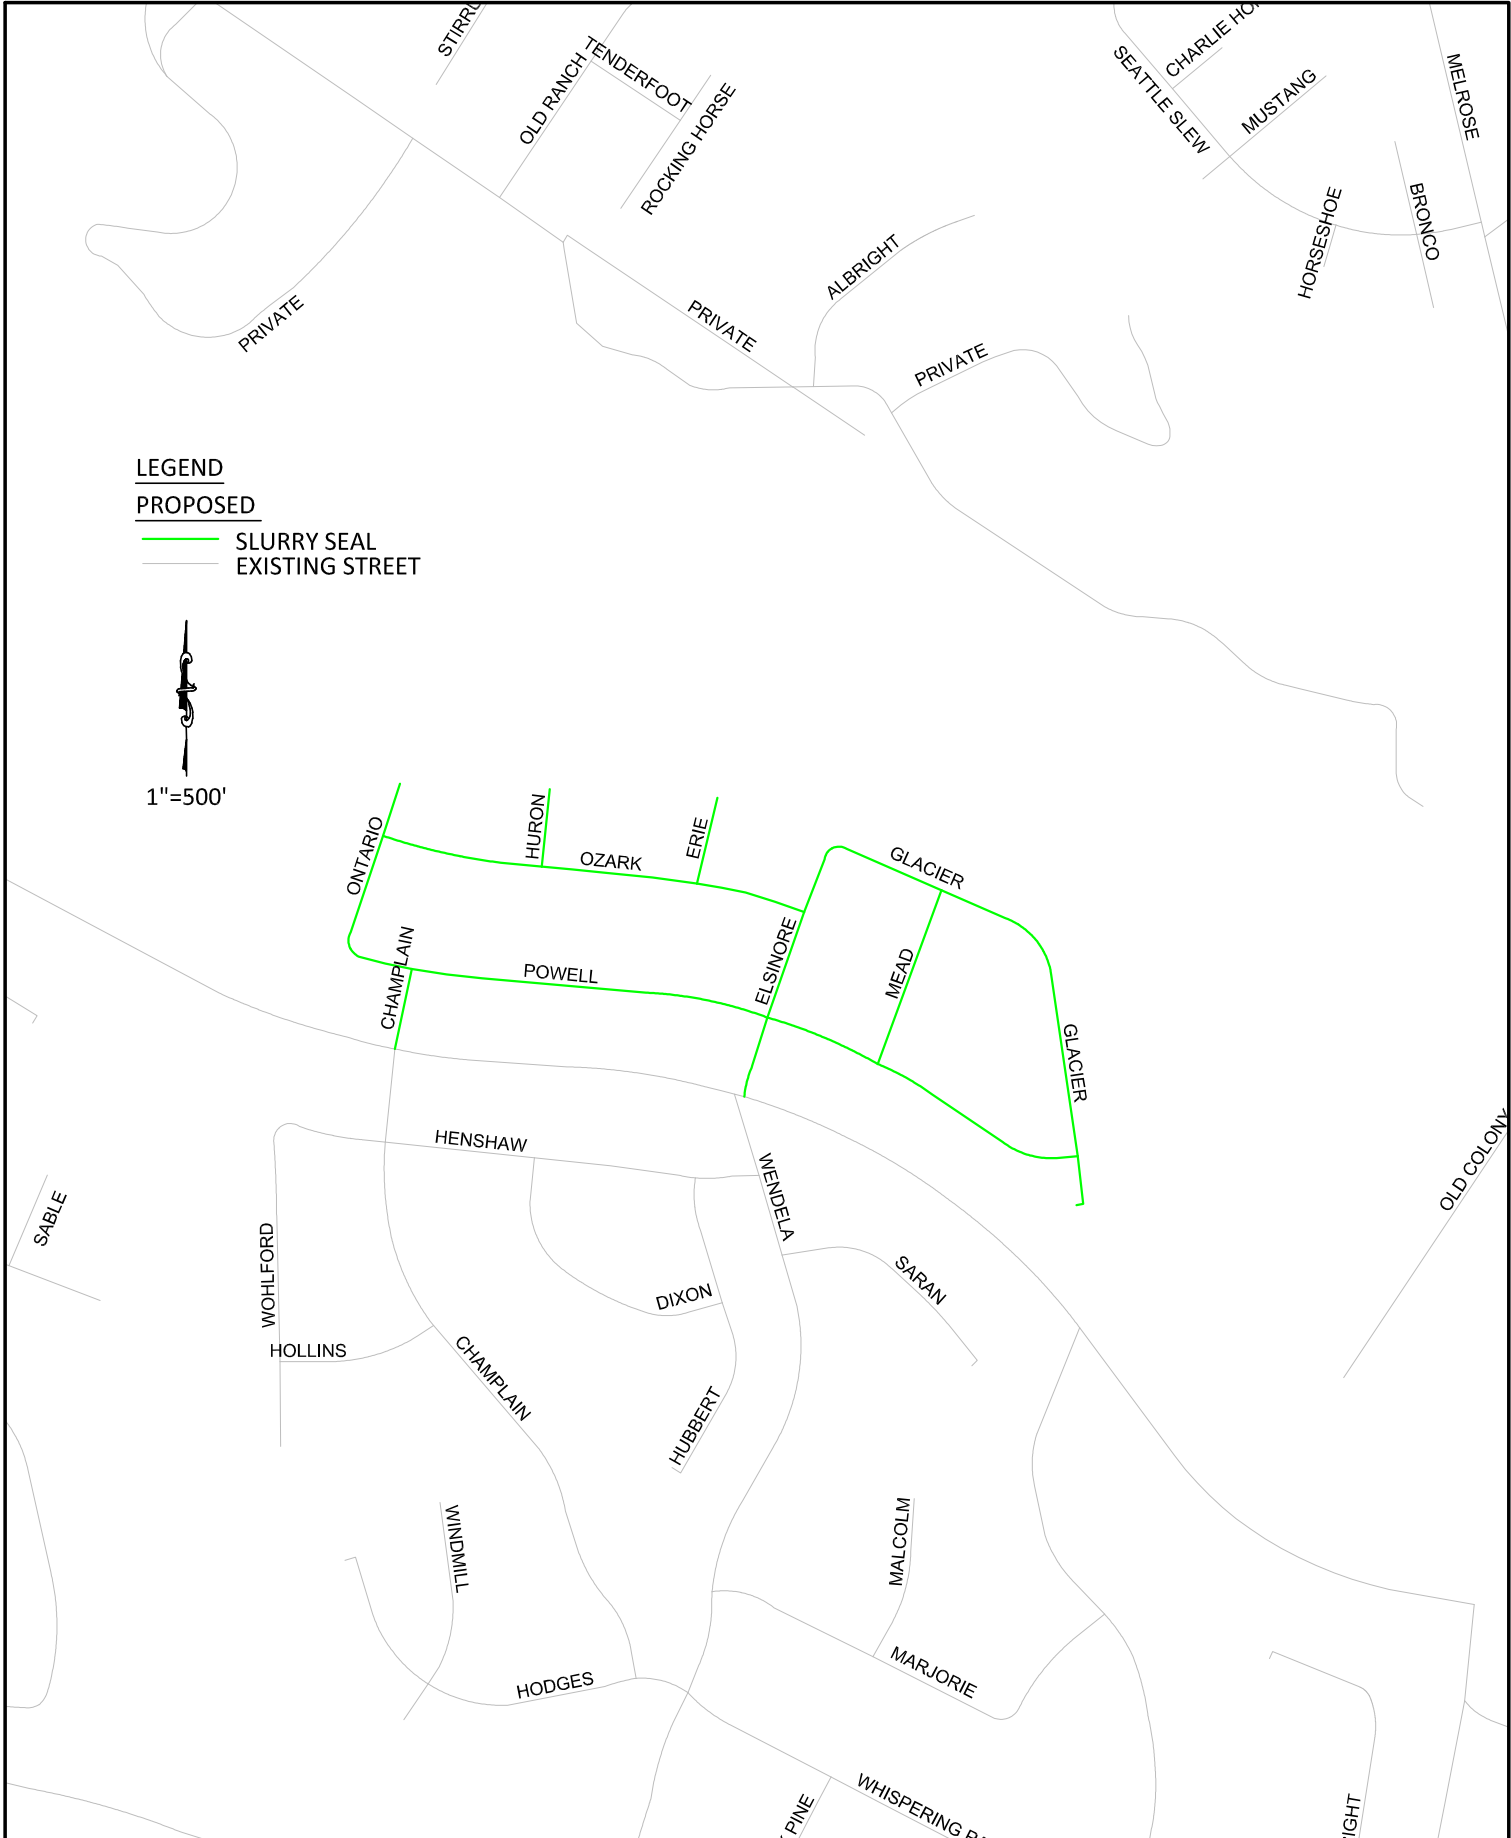 STIRRU
OLD RANCH
TENDERFOOT
ROCKING HORSE
CHARLIE HO
SEATTLE SLEW
MUSTANG
MELROSE
HORSESHOE
BRONCO
ALBRIGHT
PRIVATE
PRIVATE
PRIVATE
LEGEND
PROPOSED
SLURRY SEAL
EXISTING STREET
1"=500'
ONTARIO
HURON
ERIE
OZARK
GLACIER
CHAMPLAIN
POWELL
ELSINORE
MEAD
GLACIER
HENSHAW
WENDELA
OLD COLONY
SABLE
WOHLFORD
DIXON
SARAN
HOLLINS
CHAMPLAIN
HUBBERT
WINDMILL
MALCOLM
HODGES
MARJORIE
WHISPERING
PINE
IGHT